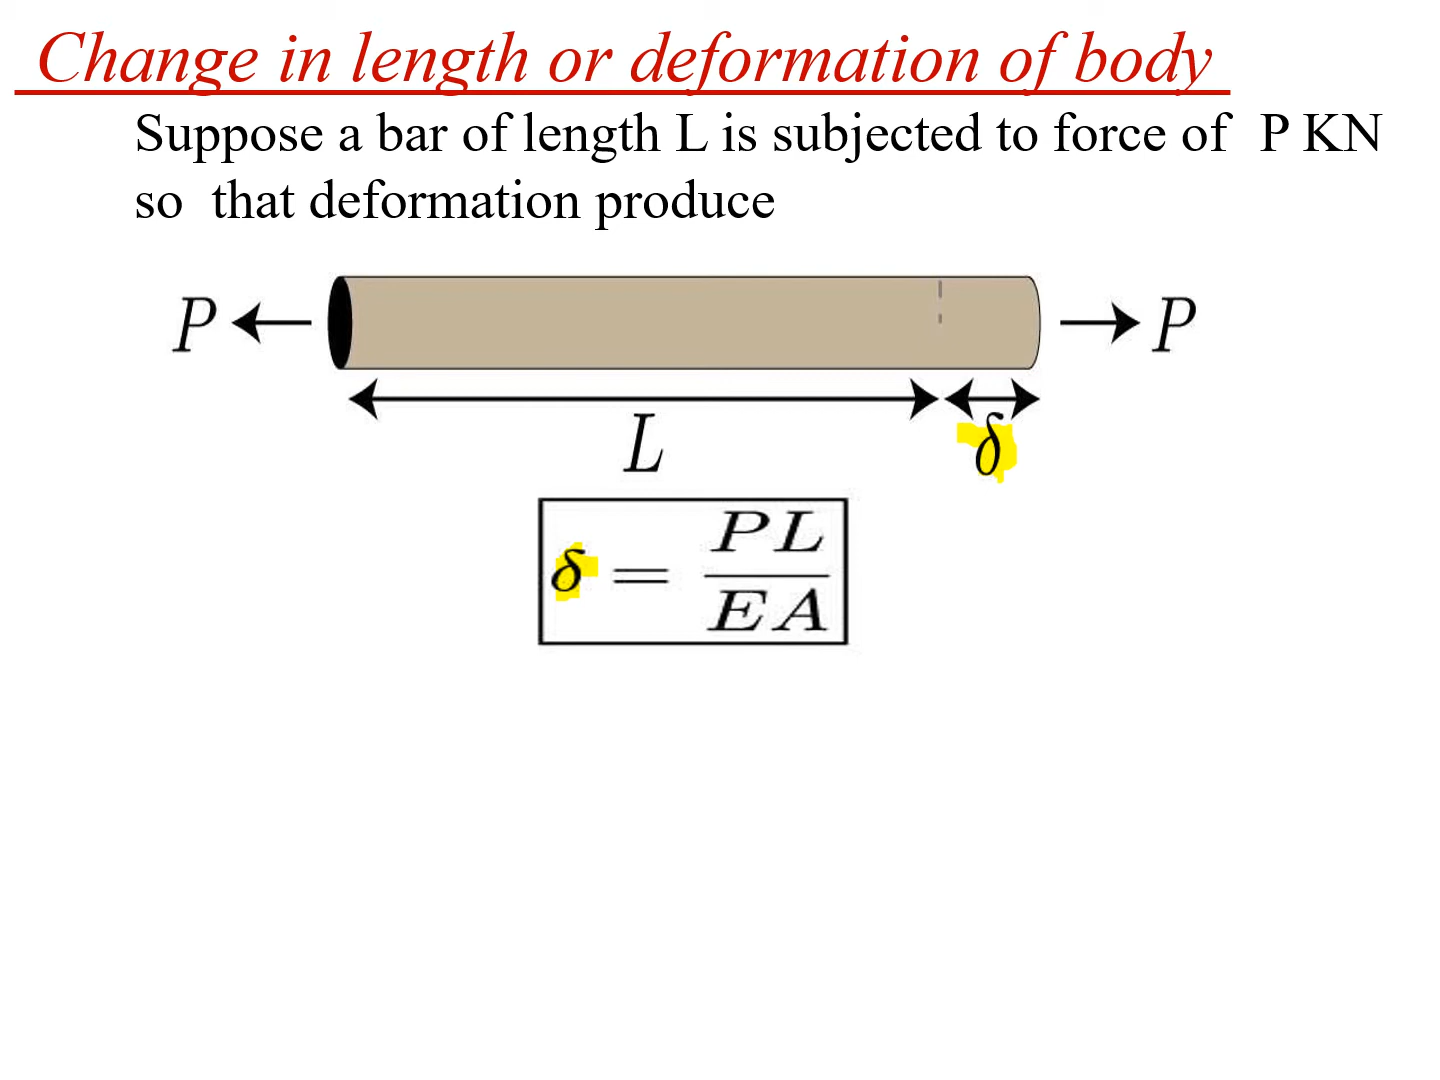 Change in length or deformation of body
Suppose a bar of length L is subjected to force of P KN
so that deformation produce
P P
L δ
δ = PL / EA